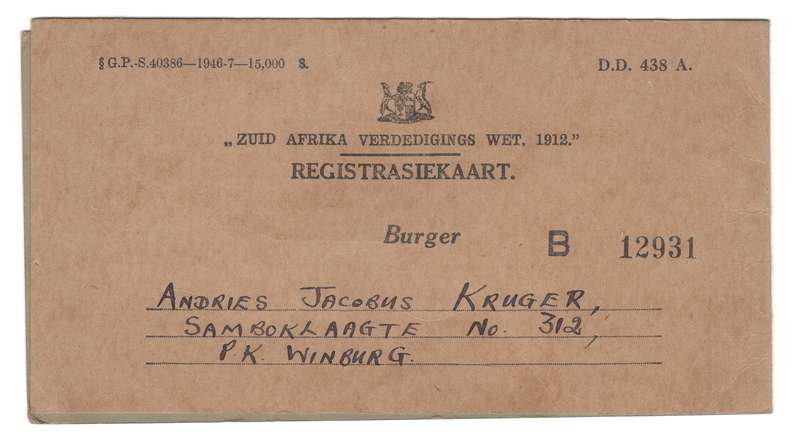 § G.P.-S.40386—1946-7—15,000 S.
D.D. 438 A.
„ZUID AFRIKA VERDEDIGINGS WET, 1912.”
REGISTRASIEKAART.
Burger B 12931
ANDRIES JACOBUS KRUGER,
SAMBOKLAAGTE No. 312,
P.K. WINBURG.